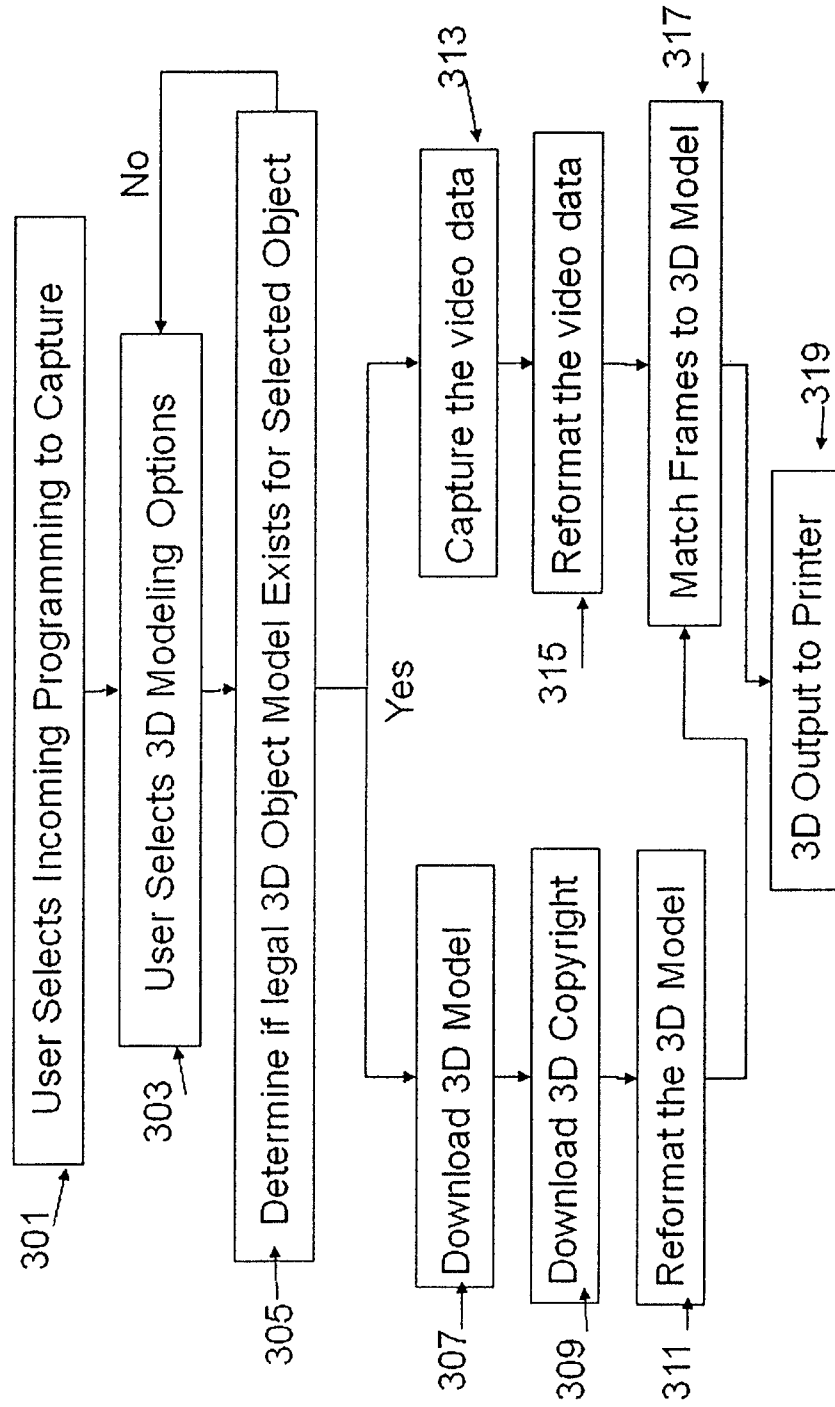 User Selects Incoming Programming to Capture
301
User Selects 3D Modeling Options
303
No
Determine if legal 3D Object Model Exists for Selected Object
305
Yes
Download 3D Model
307
Capture the video data
313
Download 3D Copyright
309
Reformat the video data
315
Reformat the 3D Model
311
Match Frames to 3D Model
317
3D Output to Printer
319